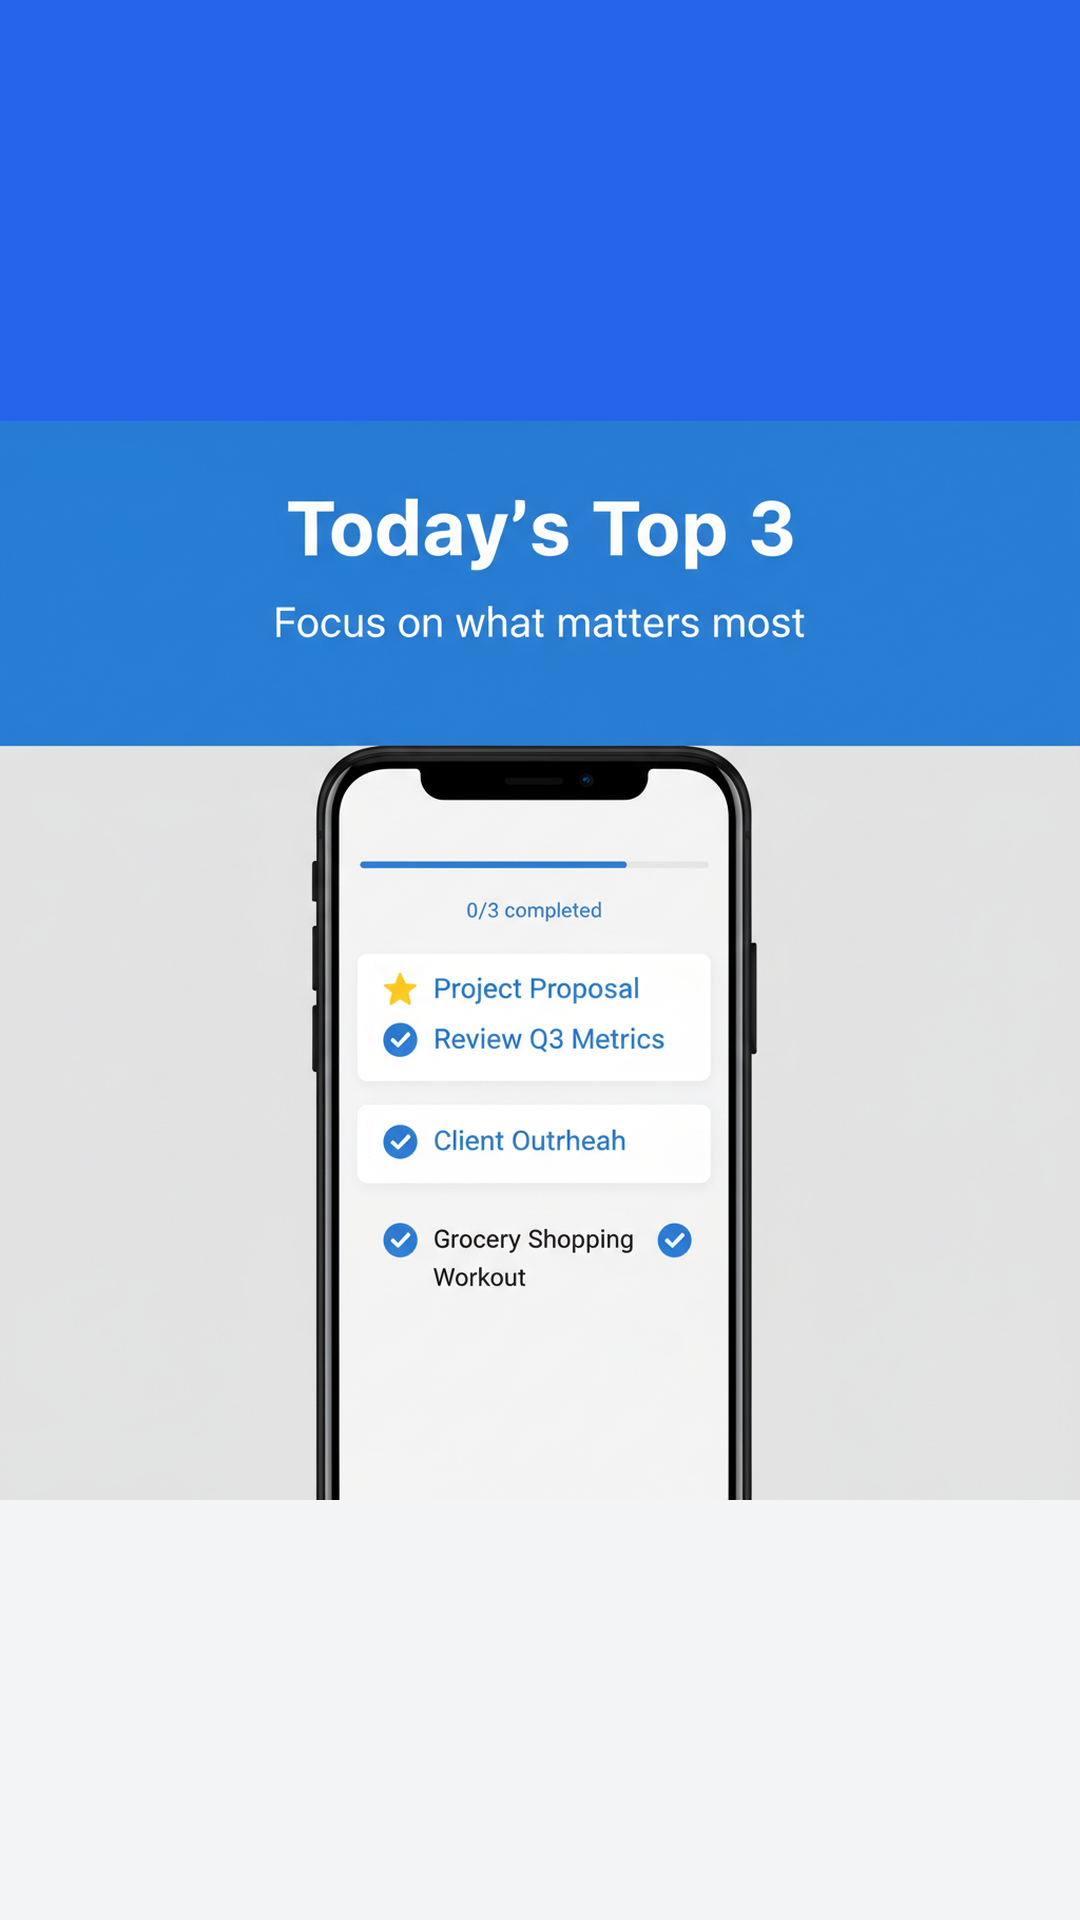 Today’s Top 3
Focus on what matters most
0/3 completed
Project Proposal
Review Q3 Metrics
Client Outrheah
Grocery Shopping
Workout